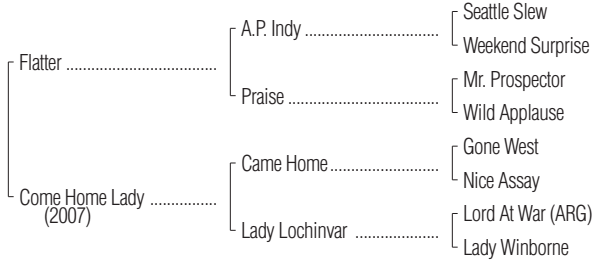 Seattle Slew
A.P. Indy ..............................
Weekend Surprise
Flatter ..................................
Mr. Prospector
Praise .................................
Wild Applause
Gone West
Came Home........................
Nice Assay
Come Home Lady ...............
(2007)
Lord At War (ARG)
Lady Lochinvar ...................
Lady Winborne